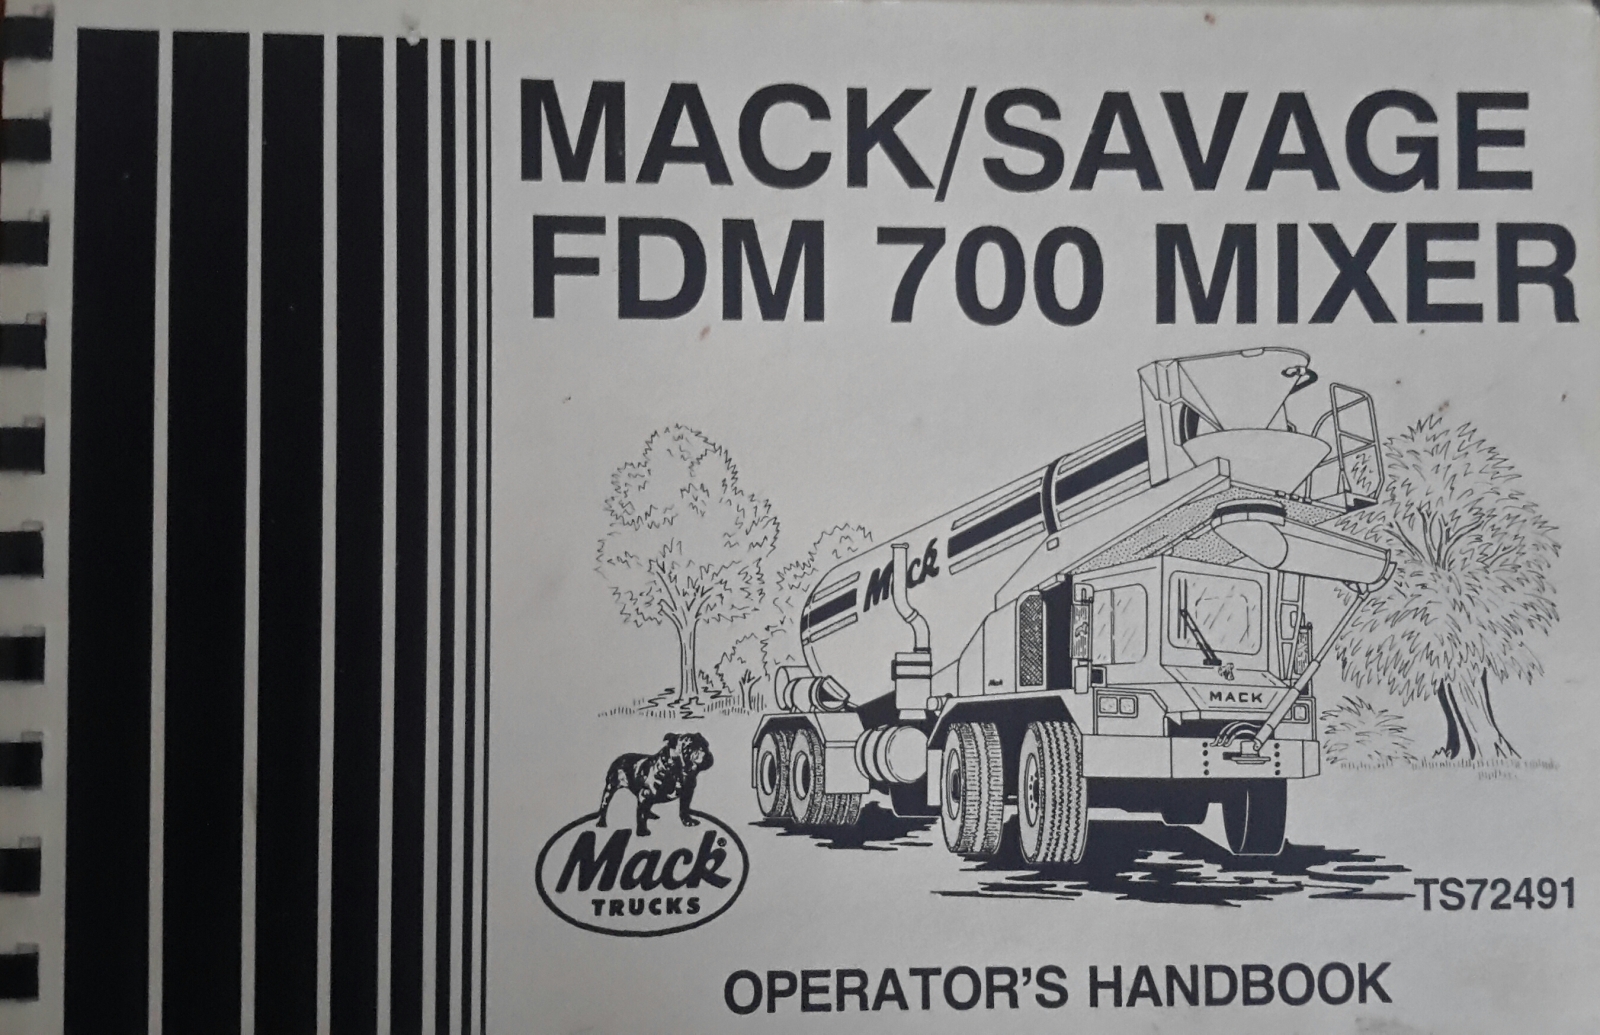 MACK/SAVAGE
FDM 700 MIXER
Mack
MACK
Mack
TRUCKS
TS72491
OPERATOR'S HANDBOOK